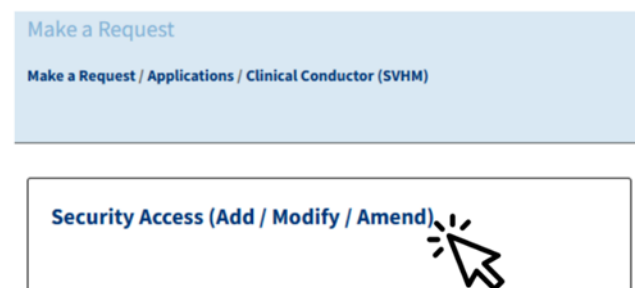 Make a Request
Make a Request / Applications / Clinical Conductor (SVHM)
Security Access (Add / Modify / Amend)